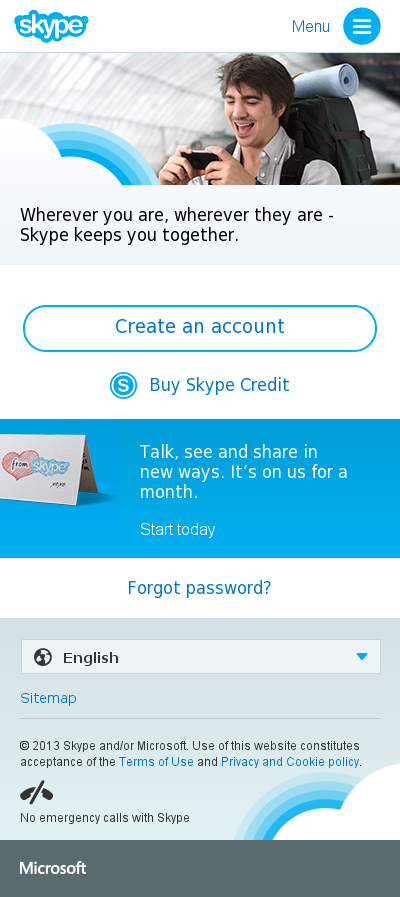 skype
Menu
Wherever you are, wherever they are -
Skype keeps you together.
Create an account
Buy Skype Credit
from skype
xoxo
Talk, see and share in
new ways. It's on us for a
month.
Start today
Forgot password?
English
Sitemap
© 2013 Skype and/or Microsoft. Use of this website constitutes
acceptance of the Terms of Use and Privacy and Cookie policy.
No emergency calls with Skype
Microsoft